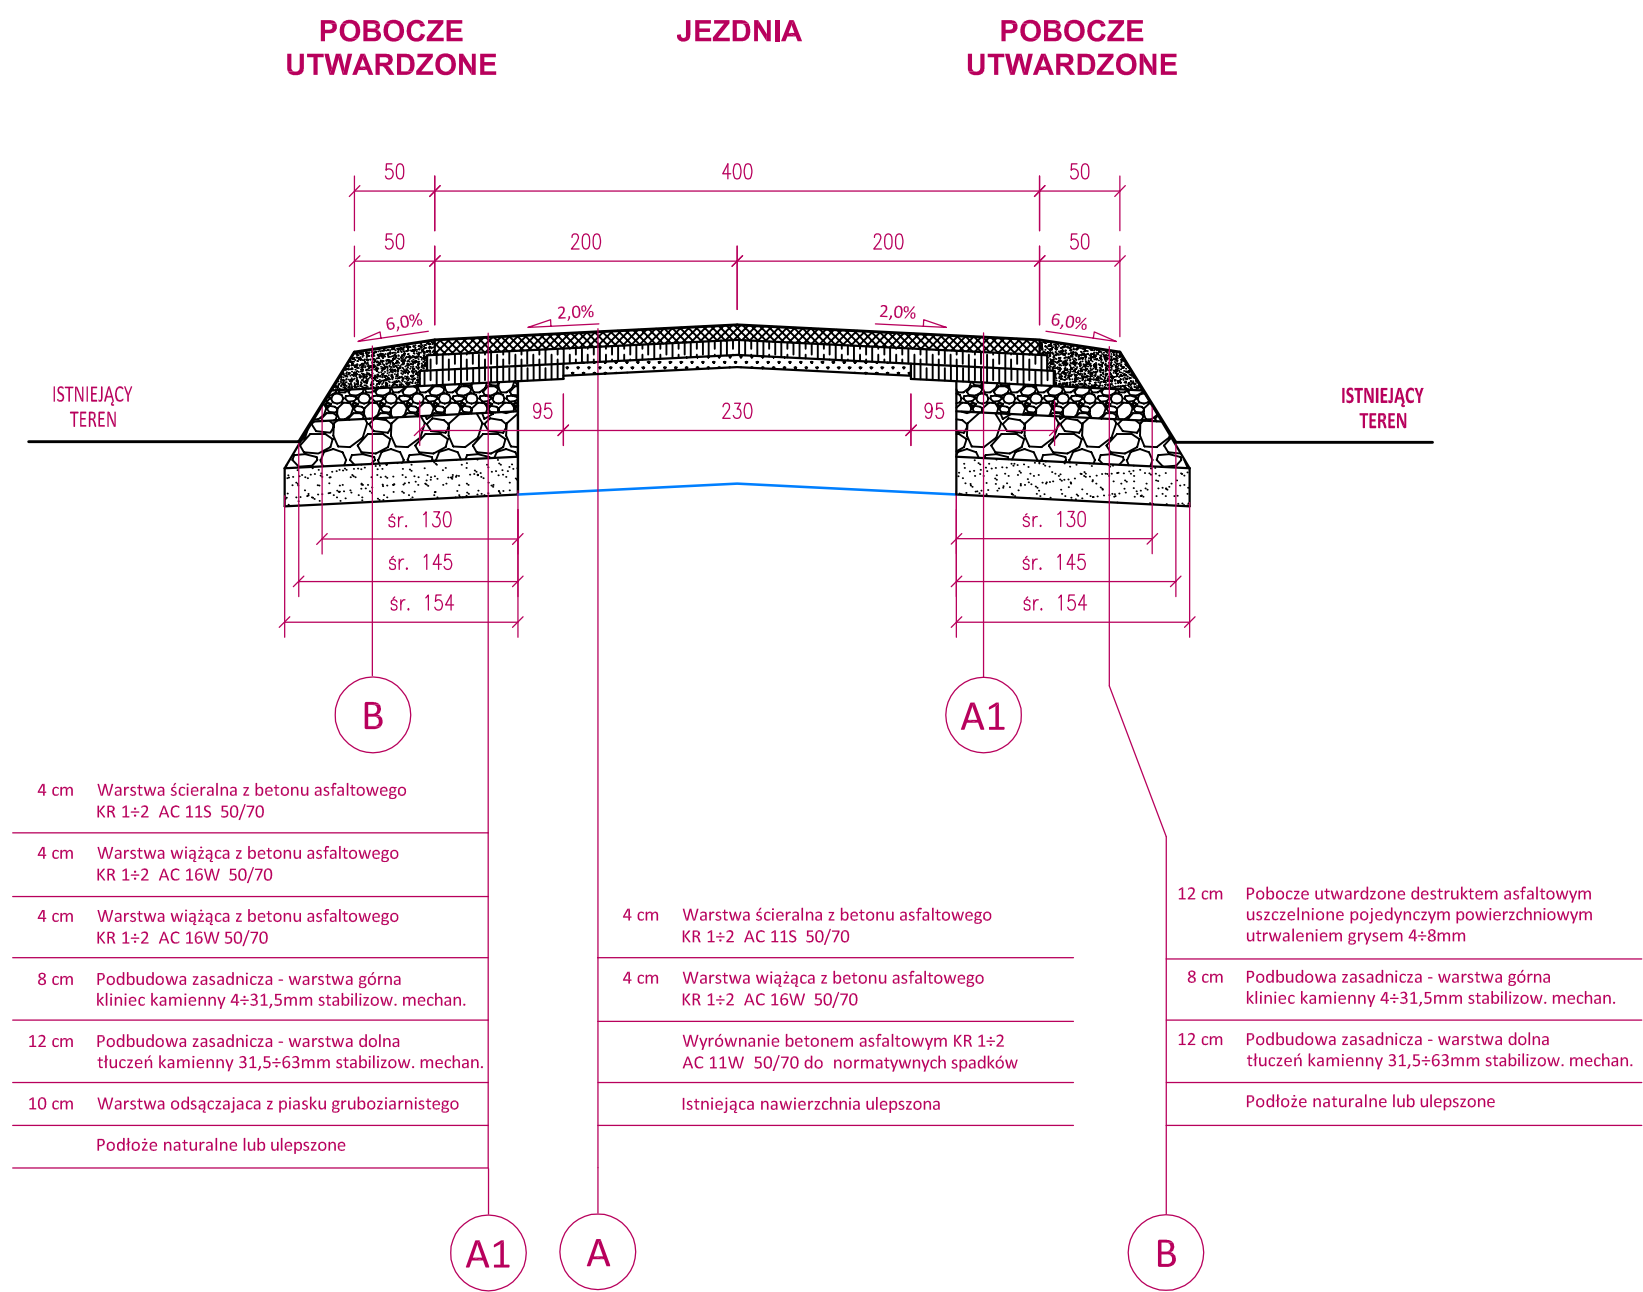 POBOCZE
UTWARDZONE
JEZDNIA
POBOCZE
UTWARDZONE
50
400
50
50
200
200
50
6,0%
2,0%
2,0%
6,0%
ISTNIEJĄCY
TEREN
ISTNIEJĄCY
TEREN
95
230
95
śr. 130
śr. 130
śr. 145
śr. 145
śr. 154
śr. 154
B
A1
4 cm Warstwa ścieralna z betonu asfaltowego
KR 1÷2 AC 11S 50/70
4 cm Warstwa wiążąca z betonu asfaltowego
KR 1÷2 AC 16W 50/70
4 cm Warstwa wiążąca z betonu asfaltowego
KR 1÷2 AC 16W 50/70
8 cm Podbudowa zasadnicza - warstwa górna
kliniec kamienny 4÷31,5mm stabilizow. mechan.
12 cm Podbudowa zasadnicza - warstwa dolna
tłuczeń kamienny 31,5÷63mm stabilizow. mechan.
10 cm Warstwa odsączajaca z piasku gruboziarnistego
Podłoże naturalne lub ulepszone
4 cm Warstwa ścieralna z betonu asfaltowego
KR 1÷2 AC 11S 50/70
4 cm Warstwa wiążąca z betonu asfaltowego
KR 1÷2 AC 16W 50/70
Wyrównanie betonem asfaltowym KR 1÷2
AC 11W 50/70 do normatywnych spadków
Istniejąca nawierzchnia ulepszona
12 cm Pobocze utwardzone destruktem asfaltowym
uszczelnione pojedynczym powierzchniowym
utrwaleniem grysem 4÷8mm
8 cm Podbudowa zasadnicza - warstwa górna
kliniec kamienny 4÷31,5mm stabilizow. mechan.
12 cm Podbudowa zasadnicza - warstwa dolna
tłuczeń kamienny 31,5÷63mm stabilizow. mechan.
Podłoże naturalne lub ulepszone
A1
A
B